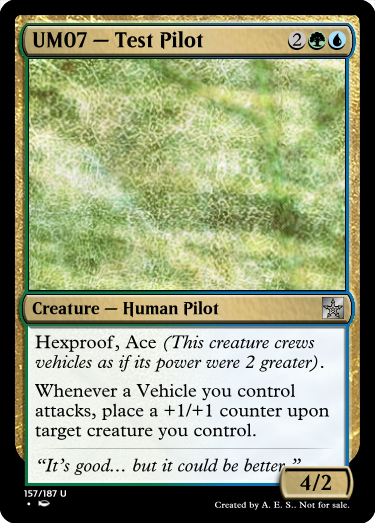 UM07 — Test Pilot 2
Creature — Human Pilot
Hexproof, Ace (This creature crews
vehicles as if its power were 2 greater).
Whenever a Vehicle you control
attacks, place a +1/+1 counter upon
target creature you control.
“It’s good... but it could be better.”
4/2
157/187 U
Created by A. E. S.. Not for sale.